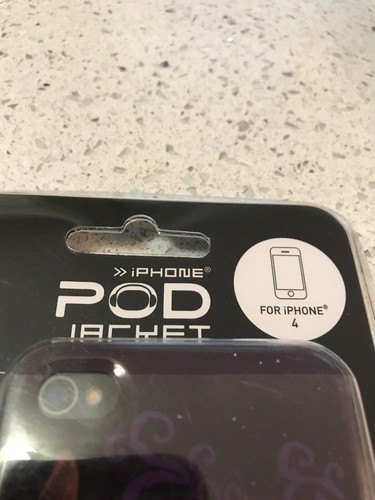 >> iPHONE®
POD
JACKET
FOR iPHONE®
4